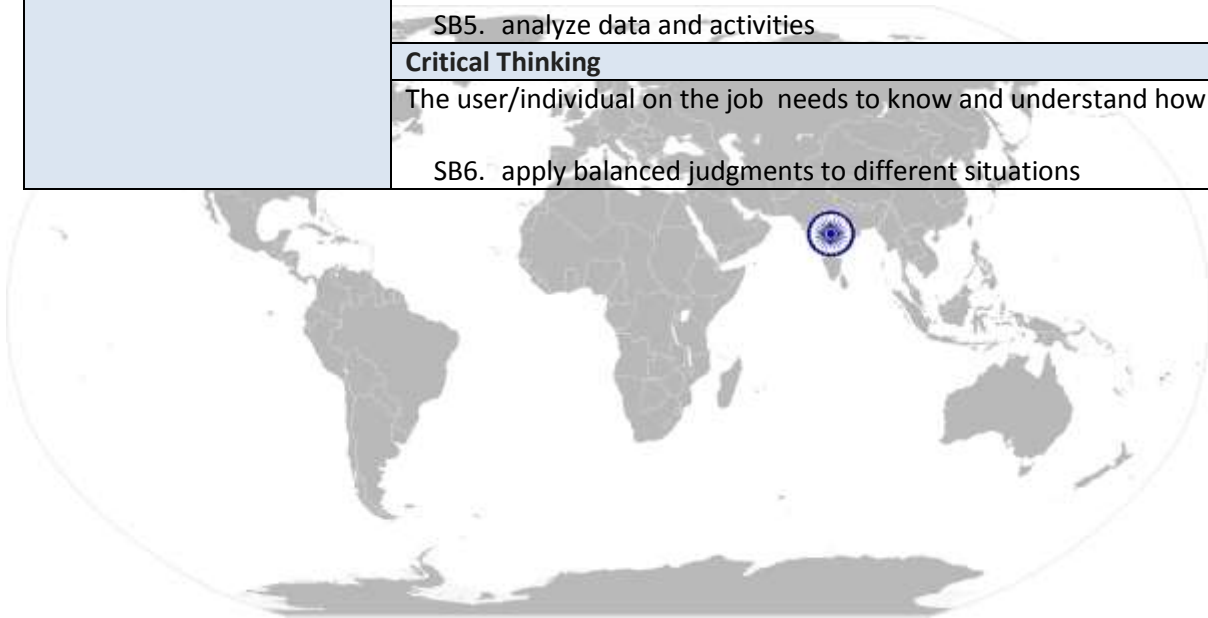 SB5. analyze data and activities
Critical Thinking
The user/individual on the job needs to know and understand how
SB6. apply balanced judgments to different situations